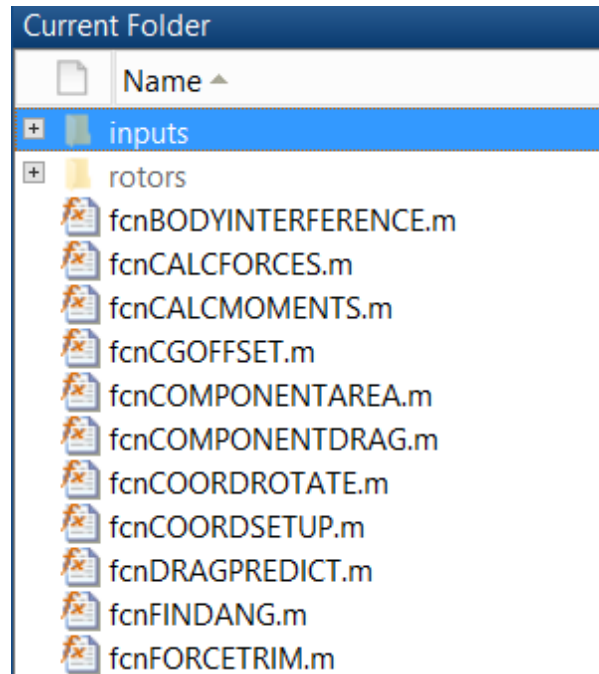 Current Folder
Name
inputs
rotors
fcnBODYINTERFERENCE.m
fcnCALCFORCES.m
fcnCALCMOMENTS.m
fcnCGOFFSET.m
fcnCOMPONENTAREA.m
fcnCOMPONENTDRAG.m
fcnCOORDROTATE.m
fcnCOORDSETUP.m
fcnDRAGPREDICT.m
fcnFINDANG.m
fcnFORCETRIM.m